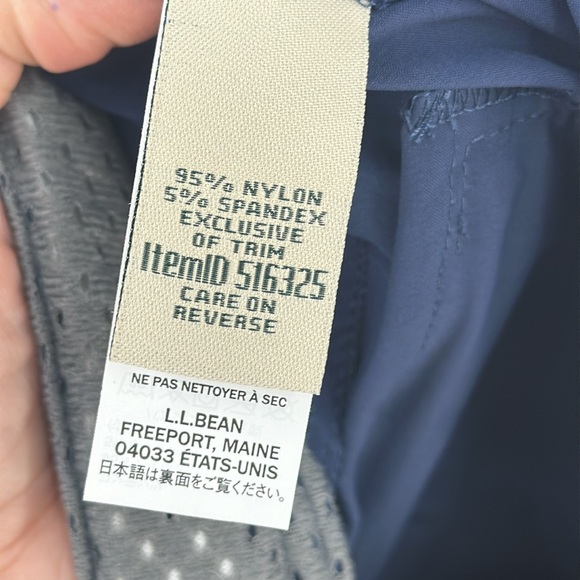 95% NYLON
5% SPANDEX
EXCLUSIVE
OF TRIM
ItemID 516325
CARE ON
REVERSE
NE PAS NETTOYER À SEC
L.L.BEAN
FREEPORT, MAINE
04033 ÉTATS-UNIS
日本語は裏面をご覧ください。